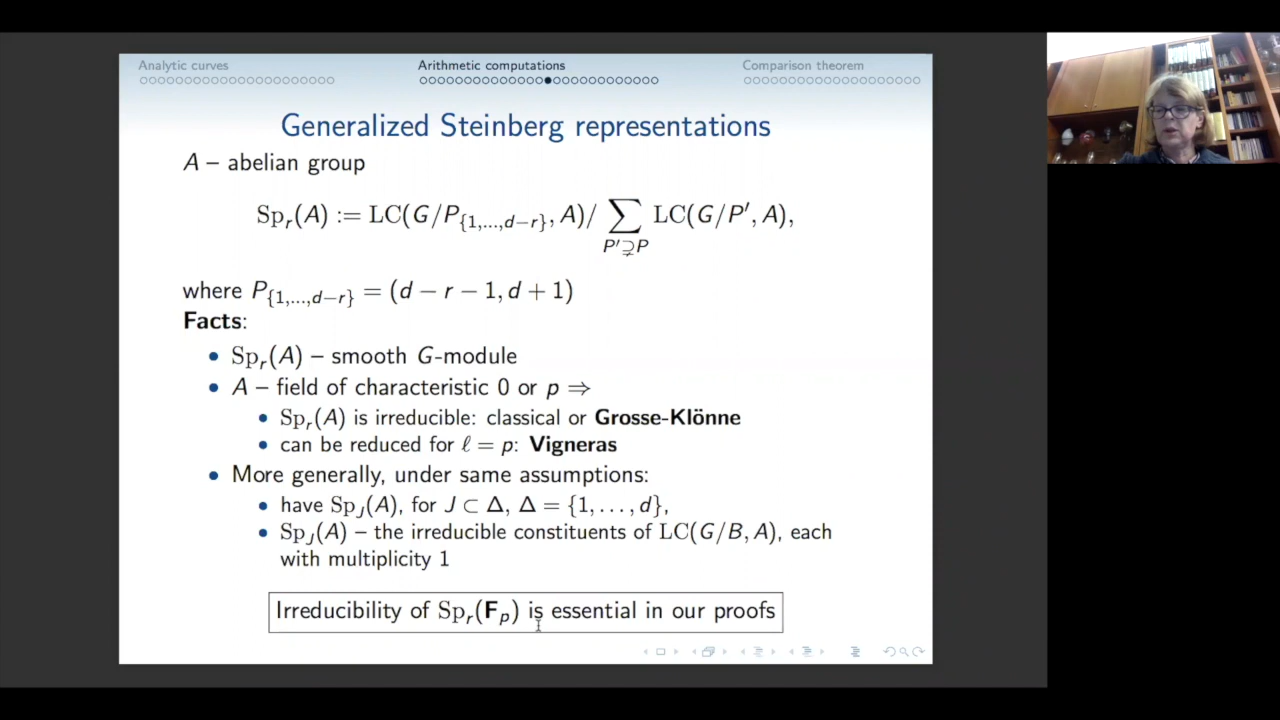 Analytic curves Arithmetic computations Comparison theorem
Generalized Steinberg representations
A – abelian group
Sp_r(A) := LC(G/P_{1,...,d−r}, A)/ ∑_{P'⊋P} LC(G/P', A),
where P_{1,...,d−r} = (d − r − 1, d + 1)
Facts:
• Sp_r(A) – smooth G-module
• A – field of characteristic 0 or p ⇒
• Sp_r(A) is irreducible: classical or Grosse-Klönne
• can be reduced for ℓ = p: Vigneras
• More generally, under same assumptions:
• have Sp_J(A), for J ⊂ Δ, Δ = {1, . . . , d},
• Sp_J(A) – the irreducible constituents of LC(G/B, A), each
with multiplicity 1
Irreducibility of Sp_r(F_p) is essential in our proofs